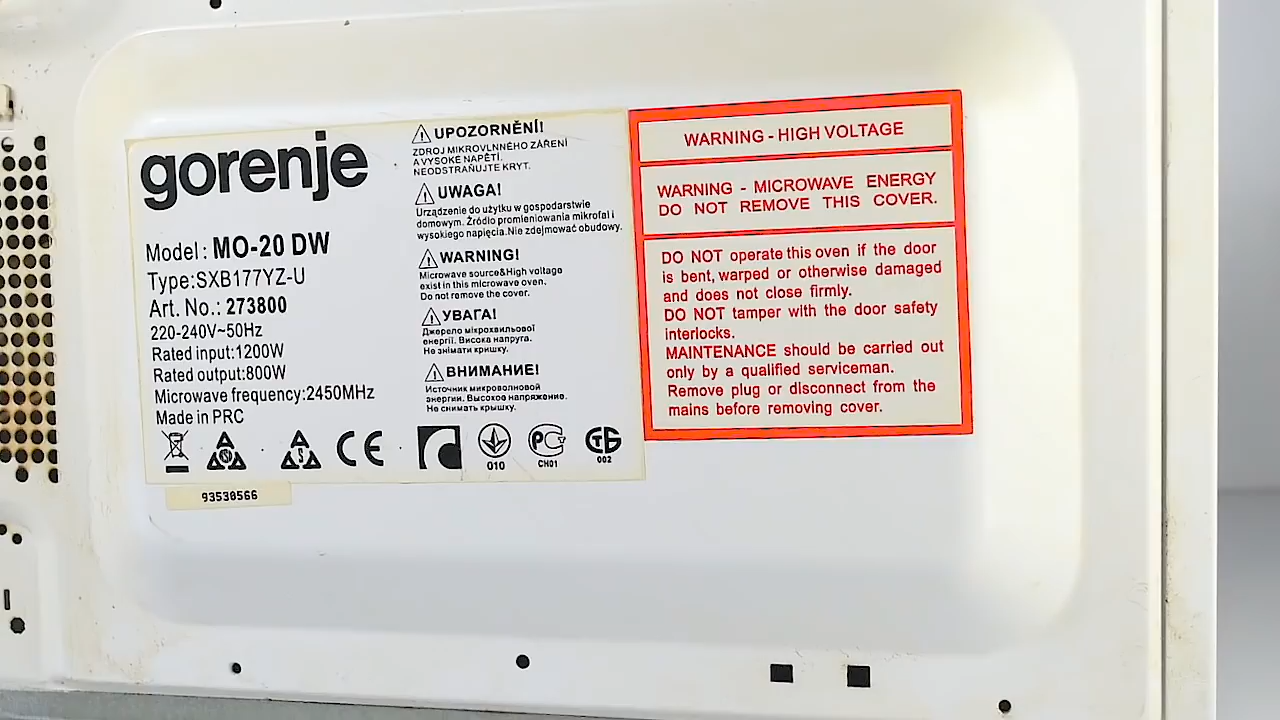 gorenje
Model: MO-20 DW
Type:SXB177YZ-U
Art. No.: 273800
220-240V~50Hz
Rated input:1200W
Rated output:800W
Microwave frequency:2450MHz
Made in PRC
UPOZORNĚNÍ!
ZDROJ MIKROVLNNÉHO ZÁŘENÍ
A VYSOKÉ NAPĚTÍ.
NEODSTRAŇUJTE KRYT.
UWAGA!
Urządzenie do użytku w gospodarstwie
domowym. Źródło promieniowania mikrofal i
wysokiego napięcia.Nie zdejmować obudowy.
WARNING!
Microwave source&High voltage
exist in this microwave oven.
Do not remove the cover.
УВАГА!
Джерело мікрохвильової
енергії. Висока напруга.
Не знімати кришку.
ВНИМАНИЕ!
Источник микроволновой
энергии. Высокое напряжение.
Не снимать крышку.
N S CE 010 РСТ CH01 002
93530566
WARNING - HIGH VOLTAGE
WARNING - MICROWAVE ENERGY
DO NOT REMOVE THIS COVER.
DO NOT operate this oven if the door
is bent, warped or otherwise damaged
and does not close firmly.
DO NOT tamper with the door safety
interlocks.
MAINTENANCE should be carried out
only by a qualified serviceman.
Remove plug or disconnect from the
mains before removing cover.